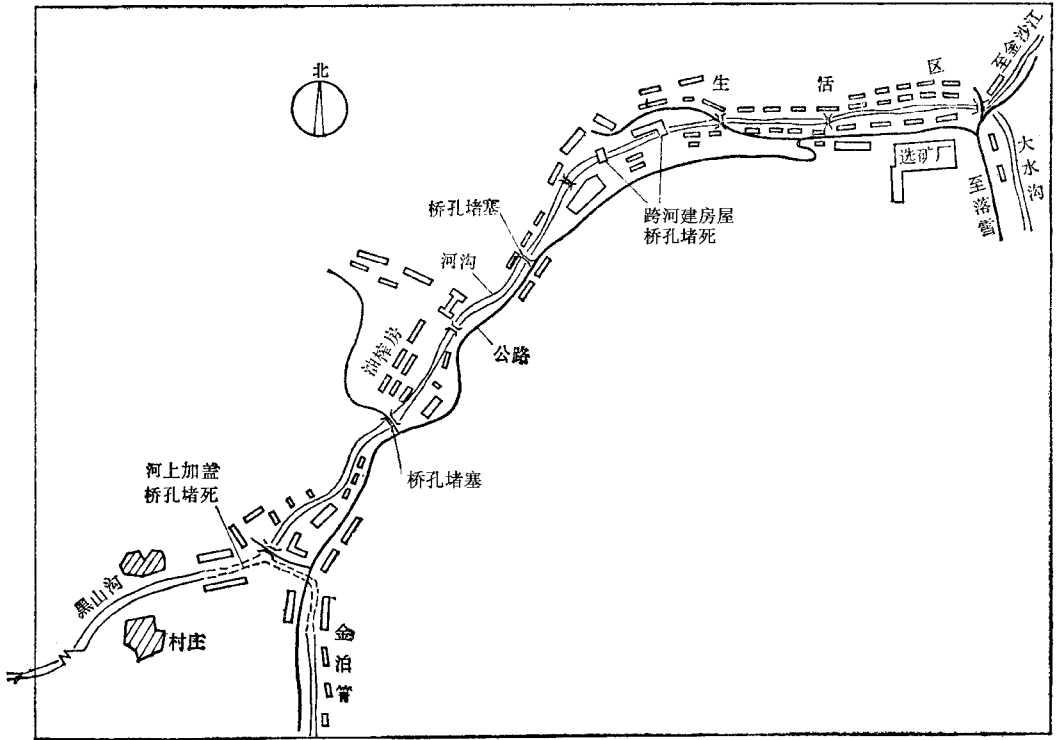 北
生活区
至金沙江
选矿厂
大水沟
至落雪
桥孔堵塞
跨河建房屋
桥孔堵死
河沟
公路
油榨房
桥孔堵塞
河上加盖
桥孔堵死
黑山沟
村庄
金泊箐